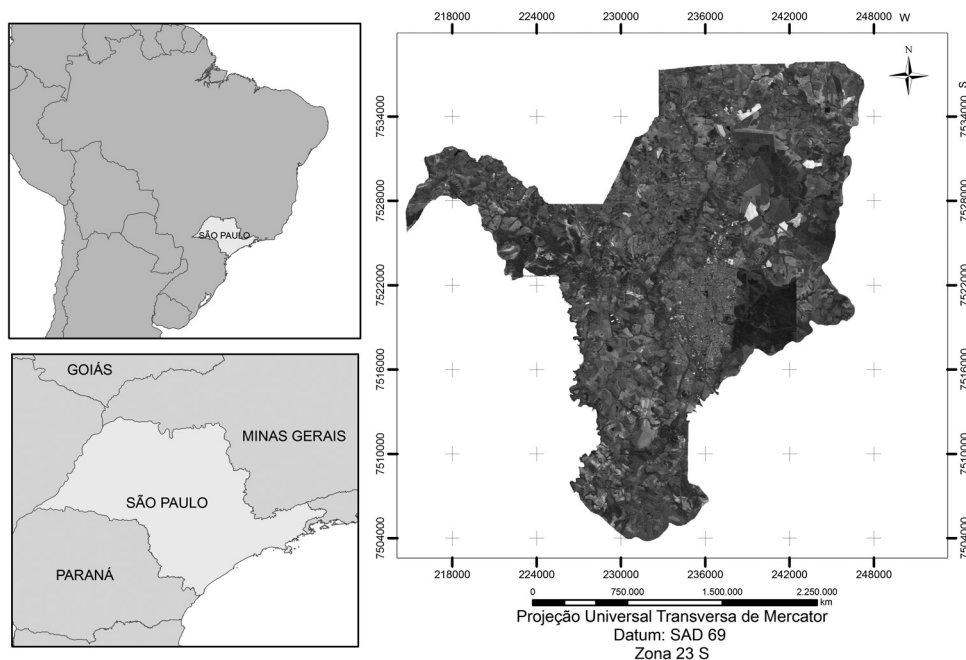 SÃO PAULO
GOIÁS
MINAS GERAIS
SÃO PAULO
PARANÁ
218000 224000 230000 236000 242000 248000 W
N
7534000 7534000 S
7528000 7528000
7522000 7522000
7516000 7516000
7510000 7510000
7504000 7504000
218000 224000 230000 236000 242000 248000
0 750.000 1.500.000 2.250.000
km
Projeção Universal Transversa de Mercator
Datum: SAD 69
Zona 23 S